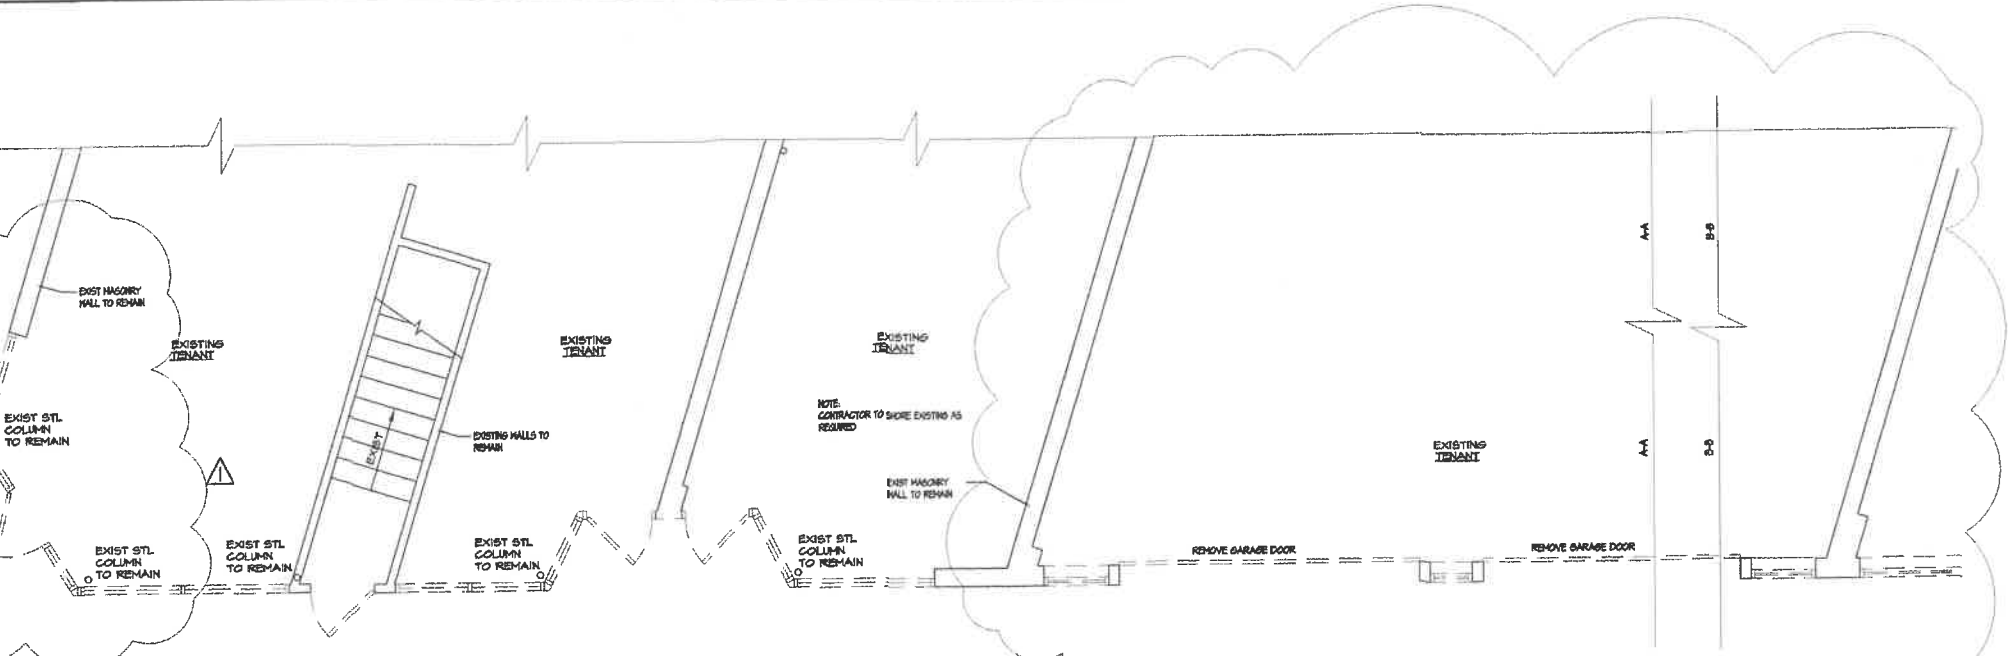 EXIST MASONRY
WALL TO REMAIN
EXISTING
TENANT
EXIST STL
COLUMN
TO REMAIN
1
EXIST STL
COLUMN
TO REMAIN
EXIST STL
COLUMN
TO REMAIN
EXIST
EXISTING WALLS TO
REMAIN
EXISTING
TENANT
EXIST STL
COLUMN
TO REMAIN
EXISTING
TENANT
NOTE:
CONTRACTOR TO SHORE EXISTING AS
REQUIRED
EXIST MASONRY
WALL TO REMAIN
EXIST STL
COLUMN
TO REMAIN
REMOVE GARAGE DOOR
EXISTING
TENANT
REMOVE GARAGE DOOR
A-A
B-B
A-A
B-B